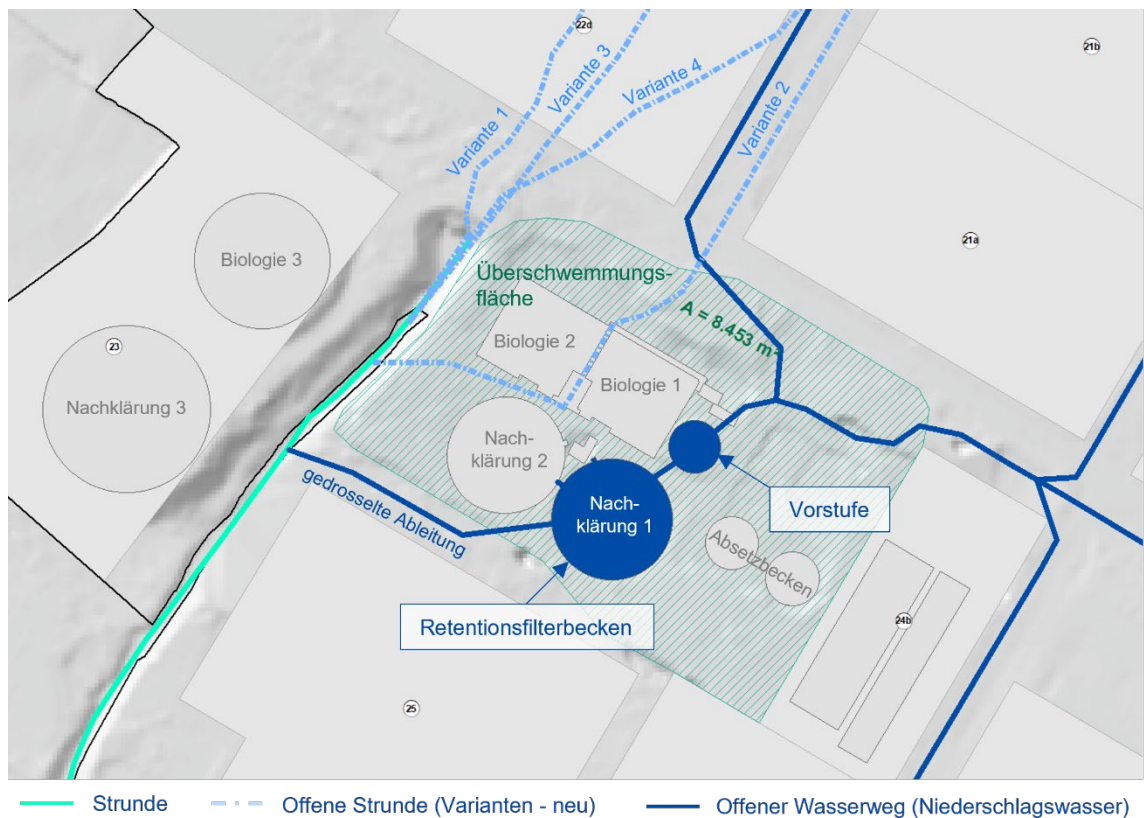 22d
21b
Variante 1
Variante 3
Variante 4
Variante 2
21a
Biologie 3
Überschwemmungs-
fläche
A = 8.453 m²
23
Nachklärung 3
Biologie 2
Biologie 1
Nach-
klärung 2
gedrosselte Ableitung
Nach-
klärung 1
Vorstufe
Absetzbecken
Retentionsfilterbecken
24b
25
Strunde
Offene Strunde (Varianten - neu)
Offener Wasserweg (Niederschlagswasser)